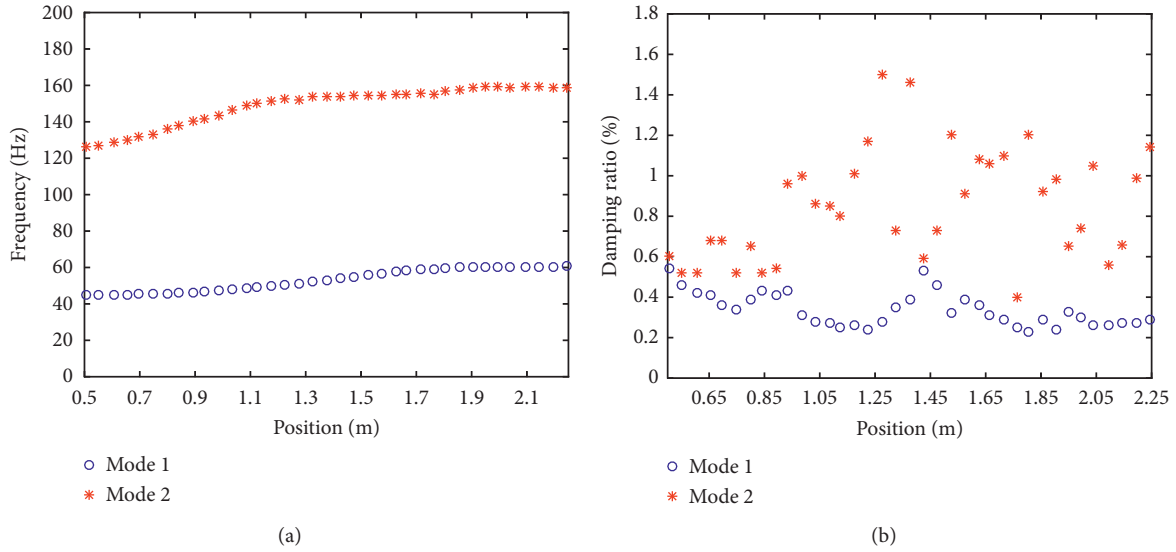 200
180
160
140
120
100
80
60
40
20
0
Frequency (Hz)
0.5 0.7 0.9 1.1 1.3 1.5 1.7 1.9 2.1
Position (m)
Mode 1
Mode 2
(a)
1.8
1.6
1.4
1.2
1
0.8
0.6
0.4
0.2
0
Damping ratio (%)
0.65 0.85 1.05 1.25 1.45 1.65 1.85 2.05 2.25
Position (m)
Mode 1
Mode 2
(b)